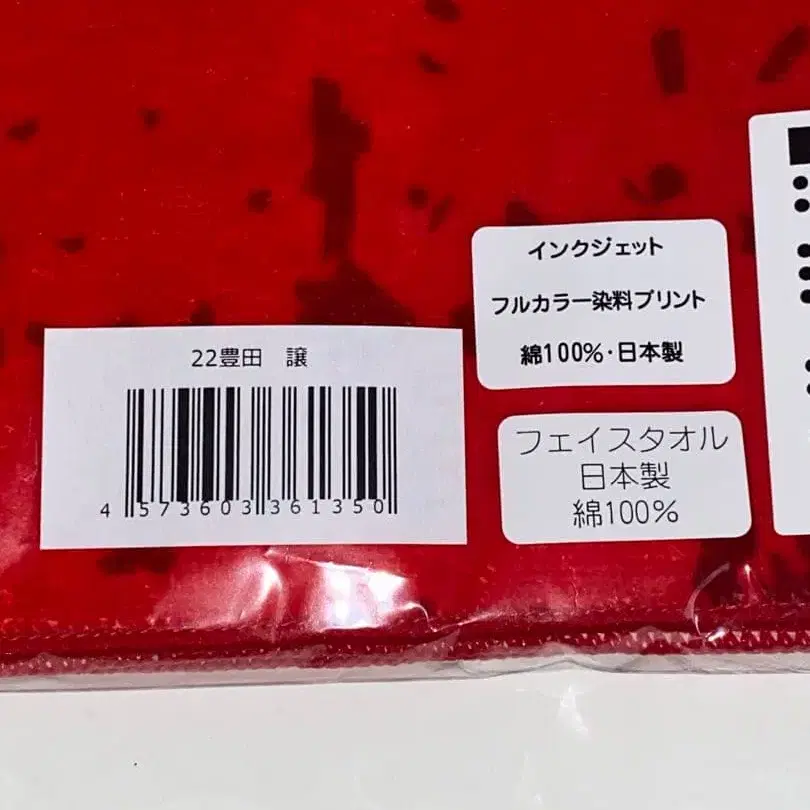 インクジェット
フルカラー染料プリント
綿100%・日本製
22豊田　譲
4 573603 361350
フェイスタオル
日本製
綿100%